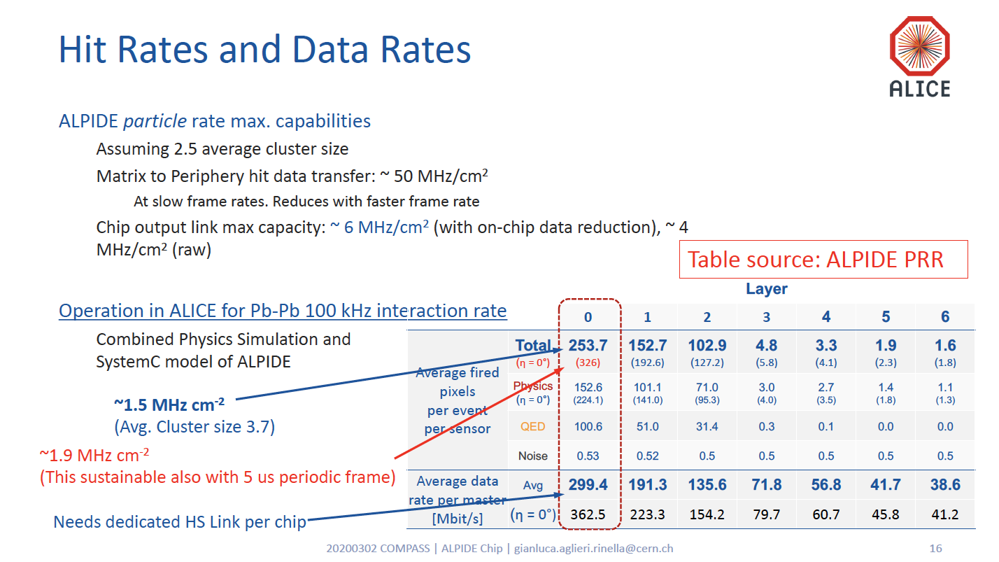 Hit Rates and Data Rates
ALICE
ALPIDE particle rate max. capabilities
Assuming 2.5 average cluster size
Matrix to Periphery hit data transfer: ~ 50 MHz/cm²
At slow frame rates. Reduces with faster frame rate
Chip output link max capacity: ~ 6 MHz/cm² (with on-chip data reduction), ~ 4
MHz/cm² (raw)
Table source: ALPIDE PRR
Operation in ALICE for Pb-Pb 100 kHz interaction rate
Combined Physics Simulation and
SystemC model of ALPIDE
~1.5 MHz cm⁻²
(Avg. Cluster size 3.7)
~1.9 MHz cm⁻²
(This sustainable also with 5 us periodic frame)
Needs dedicated HS Link per chip
Layer
0 1 2 3 4 5 6
Average fired
pixels
per event
per sensor
Total 253.7 152.7 102.9 4.8 3.3 1.9 1.6
(η = 0°) (326) (192.6) (127.2) (5.8) (4.1) (2.3) (1.8)
Physics 152.6 101.1 71.0 3.0 2.7 1.4 1.1
(η = 0°) (224.1) (141.0) (95.3) (4.0) (3.5) (1.8) (1.3)
QED 100.6 51.0 31.4 0.3 0.1 0.0 0.0
Noise 0.53 0.52 0.5 0.5 0.5 0.5 0.5
Average data
rate per master
[Mbit/s]
Avg 299.4 191.3 135.6 71.8 56.8 41.7 38.6
(η = 0°) 362.5 223.3 154.2 79.7 60.7 45.8 41.2
20200302 COMPASS | ALPIDE Chip | gianluca.aglieri.rinella@cern.ch
16